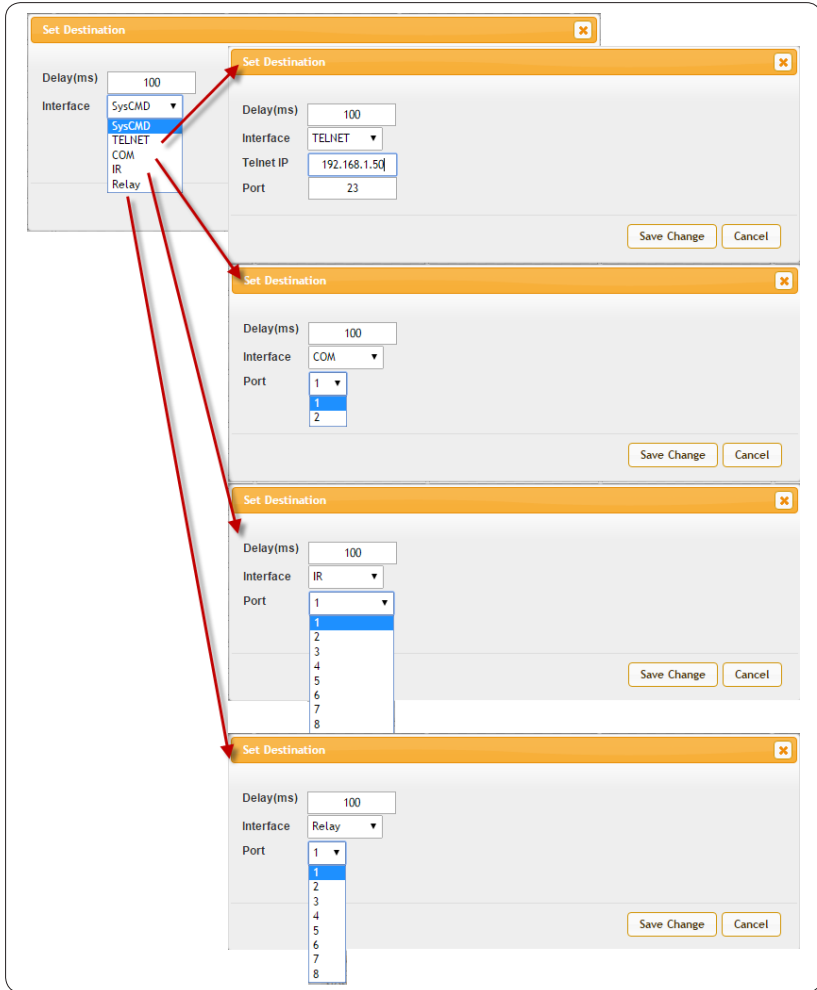 Set Destination
Delay(ms) 100
Interface SysCMD
SysCMD
TELNET
COM
IR
Relay
Set Destination
Delay(ms) 100
Interface TELNET
Telnet IP 192.168.1.50
Port 23
Save Change Cancel
Set Destination
Delay(ms) 100
Interface COM
Port 1
1
2
Save Change Cancel
Set Destination
Delay(ms) 100
Interface IR
Port 1
1
2
3
4
5
6
7
8
Save Change Cancel
Set Destination
Delay(ms) 100
Interface Relay
Port 1
1
2
3
4
5
6
7
8
Save Change Cancel